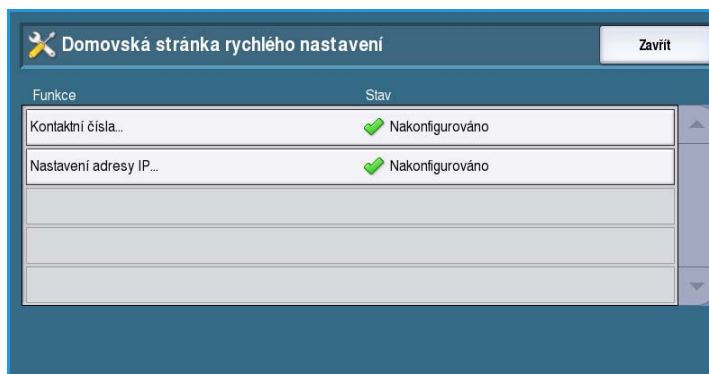 Domovská stránka rychlého nastavení
Zavřít
Funkce Stav
Kontaktní čísla... Nakonfigurováno
Nastavení adresy IP... Nakonfigurováno